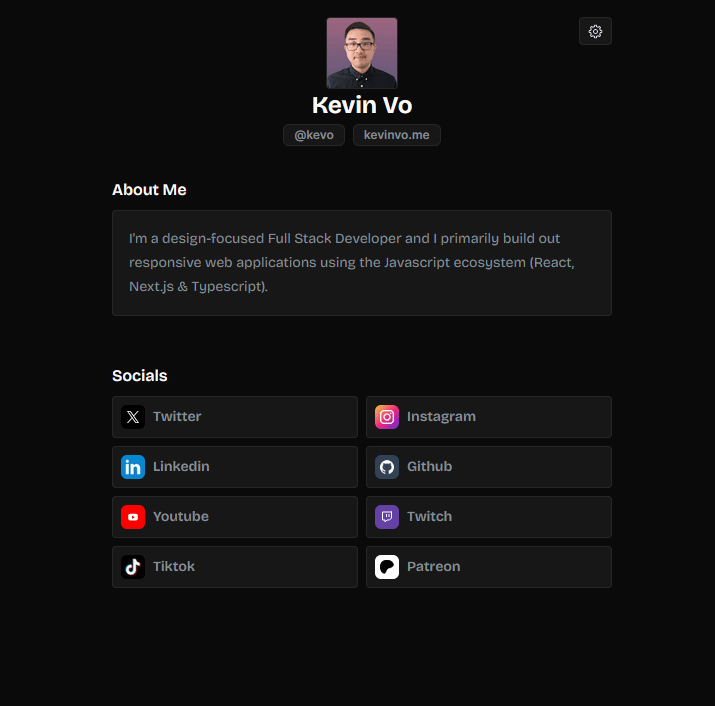 Kevin Vo
@kevo kevinvo.me
About Me
I'm a design-focused Full Stack Developer and I primarily build out
responsive web applications using the Javascript ecosystem (React,
Next.js & Typescript).
Socials
Twitter Instagram
Linkedin Github
Youtube Twitch
Tiktok Patreon